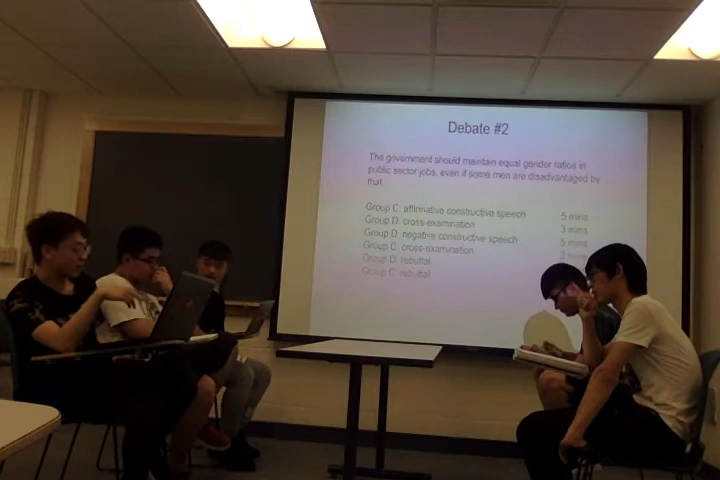 Debate #2
The government should maintain equal gender ratios in
public sector jobs, even if some men are disadvantaged by
that.
Group C: affirmative constructive speech 5 mins
Group D: cross-examination 3 mins
Group D: negative constructive speech 5 mins
Group C: cross-examination
Group D: rebuttal
Group C: rebuttal